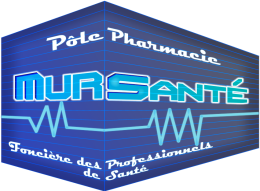 Pôle Pharmacie
MURSANTÉ
Foncière des Professionnels
de Santé